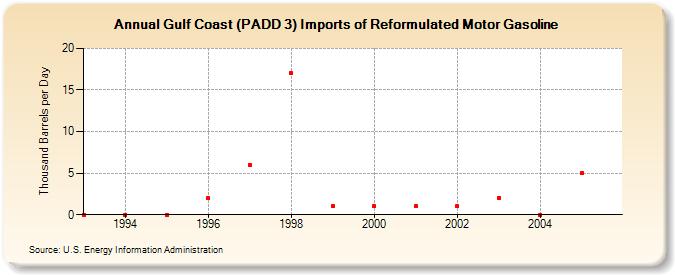 Annual Gulf Coast (PADD 3) Imports of Reformulated Motor Gasoline
Thousand Barrels per Day
20
15
10
5
0
1994 1996 1998 2000 2002 2004
Source: U.S. Energy Information Administration